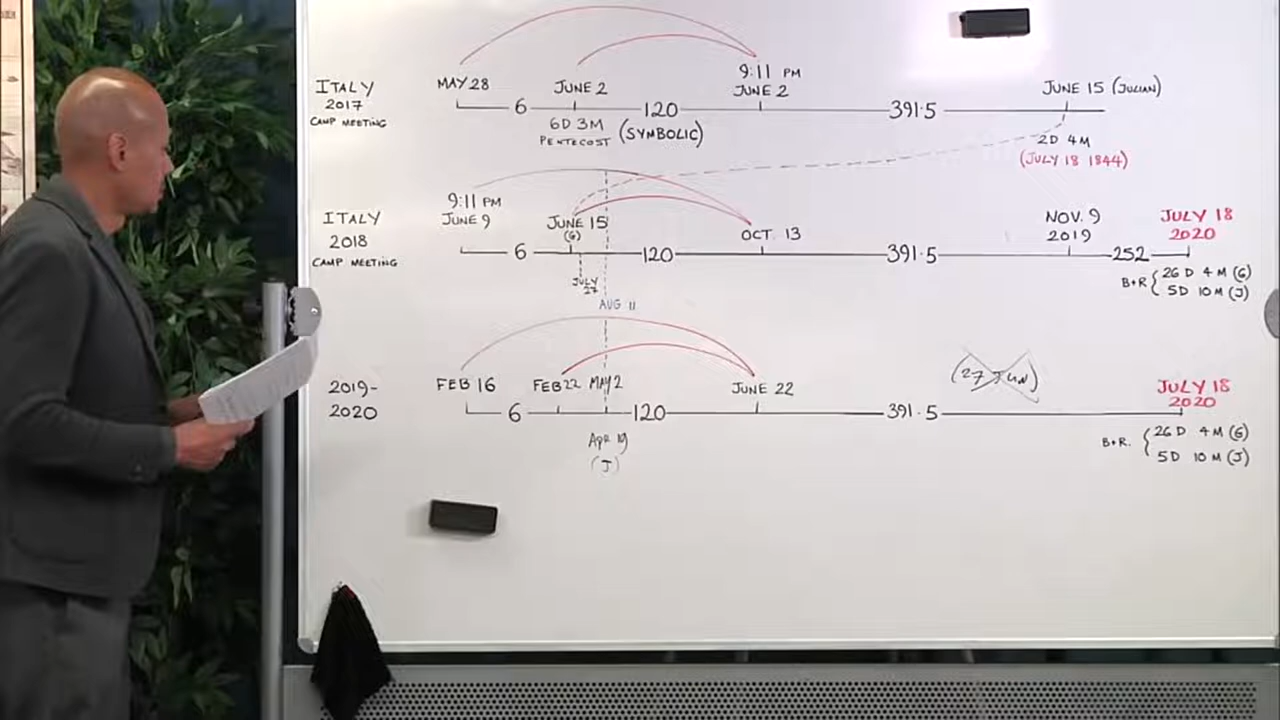 9:11 PM
ITALY MAY 28 JUNE 2 JUNE 2 JUNE 15 (JULIAN)
2017 6 120 391.5
CAMP MEETING 6D 3M (SYMBOLIC) 2D 4M
PENTECOST (JULY 18 1844)
9:11 PM
ITALY JUNE 9 JUNE 15 NOV. 9 JULY 18
2018 (G) OCT. 13 2019 2020
CAMP MEETING 6 120 391.5 252
JULY 27 B+R { 26 D 4 M (G)
5 D 10 M (J)
AUG 11
2019- FEB 16 FEB 22 MAY 2 JUNE 22 (27 JUN) JULY 18
2020 6 120 391.5 2020
Apr 19 B+R. { 26 D 4 M (G)
(J) 5 D 10 M (J)